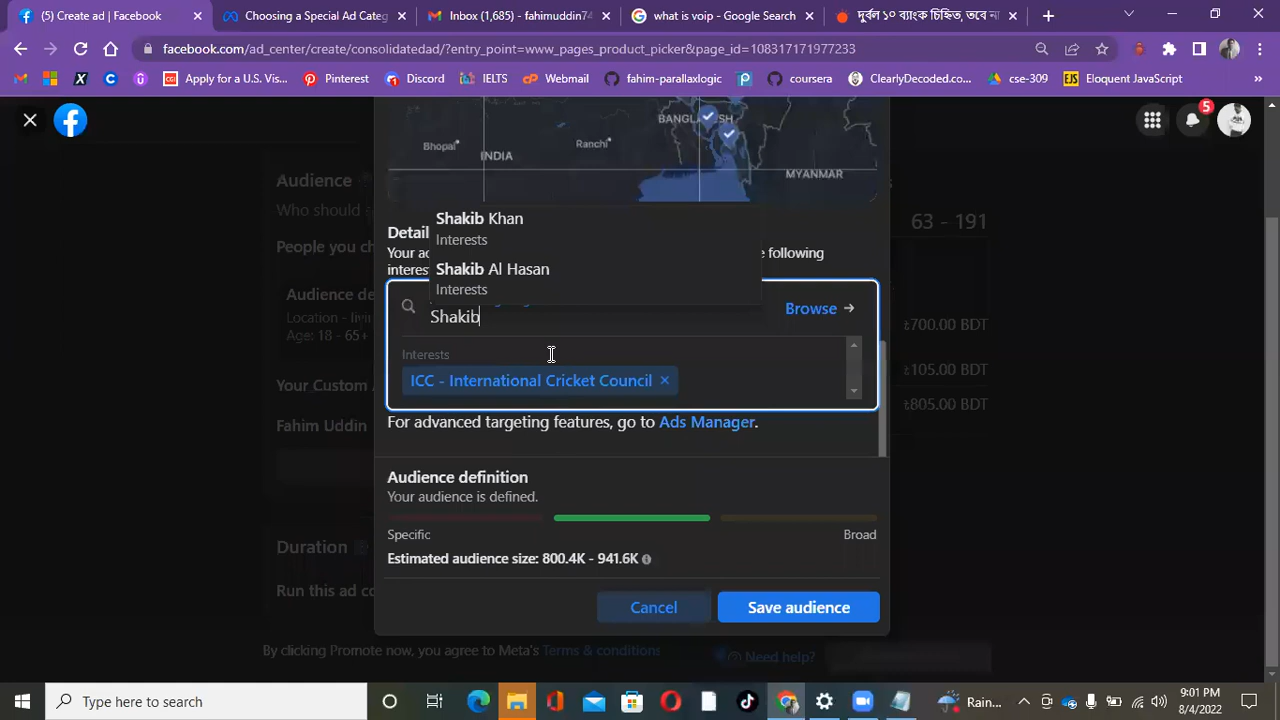 (5) Create ad | Facebook
Choosing a Special Ad Categ
Inbox (1,685) - fahimuddin74
what is voip - Google Search
দুর্বল ১০ ব্যাংক চিহ্নিত, তবে না
facebook.com/ad_center/create/consolidatedad/?entry_point=www_pages_product_picker&page_id=108317171977233
Apply for a U.S. Vis... Pinterest Discord IELTS Webmail fahim-parallaxlogic coursera ClearlyDecoded.co... cse-309 Eloquent JavaScript »
5
BANGLADESH
Bhopal
INDIA
Ranchi
MYANMAR
Audience
Who should
People you ch
Audience de
Location - livi
Age: 18 - 65+
Your Custom A
Fahim Uddin
Duration
Run this ad co
Shakib Khan
Interests
Shakib Al Hasan
Interests
Detail
Your ad
e following
interes
Shakib
Browse →
Interests
ICC - International Cricket Council ×
For advanced targeting features, go to Ads Manager.
Audience definition
Your audience is defined.
Specific
Broad
Estimated audience size: 800.4K - 941.6K
Cancel
Save audience
63 - 191
৳700.00 BDT
৳105.00 BDT
৳805.00 BDT
By clicking Promote now, you agree to Meta's Terms & conditions
Need help?
Type here to search
Rain...
9:01 PM
8/4/2022